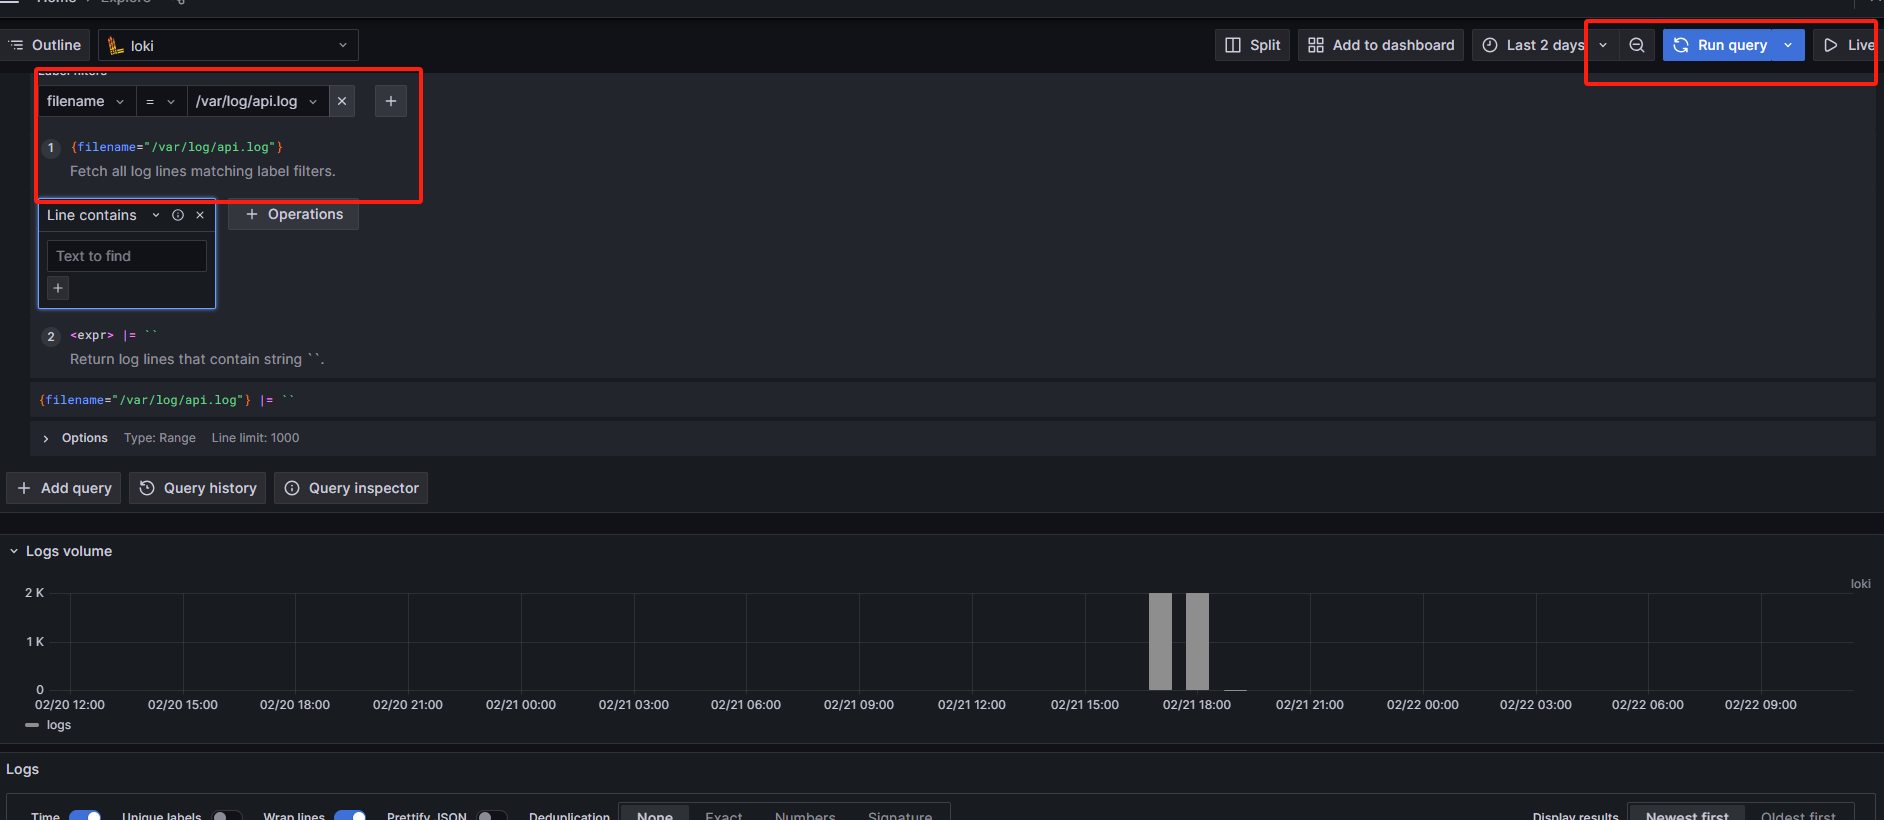 Home Explore
Outline loki Split Add to dashboard Last 2 days Run query Live
Label filters
filename = /var/log/api.log
1 {filename="/var/log/api.log"}
Fetch all log lines matching label filters.
Line contains + Operations
Text to find
+
2 <expr> |= ``
Return log lines that contain string ``.
{filename="/var/log/api.log"} |= ``
Options Type: Range Line limit: 1000
+ Add query Query history Query inspector
Logs volume
loki
2 K
1 K
0
02/20 12:00 02/20 15:00 02/20 18:00 02/20 21:00 02/21 00:00 02/21 03:00 02/21 06:00 02/21 09:00 02/21 12:00 02/21 15:00 02/21 18:00 02/21 21:00 02/22 00:00 02/22 03:00 02/22 06:00 02/22 09:00
logs
Logs
Time Unique labels Wrap lines Prettify JSON Deduplication None Exact Numbers Signature Display results Newest first Oldest first